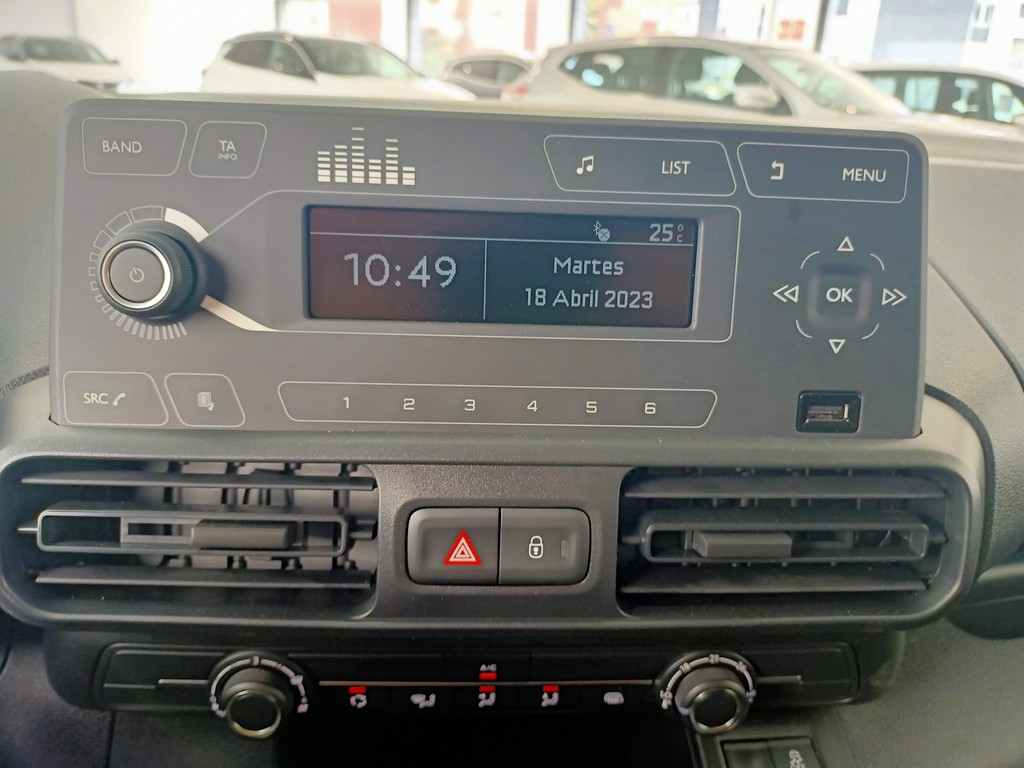 BAND
TA
INFO
LIST
MENU
25°C
10:49
Martes
18 Abril 2023
OK
SRC
1 2 3 4 5 6
A/C